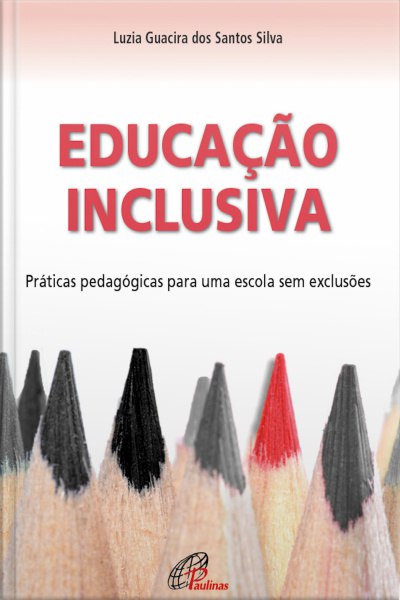 Luzia Guacira dos Santos Silva
EDUCAÇÃO
INCLUSIVA
Práticas pedagógicas para uma escola sem exclusões
Paulinas